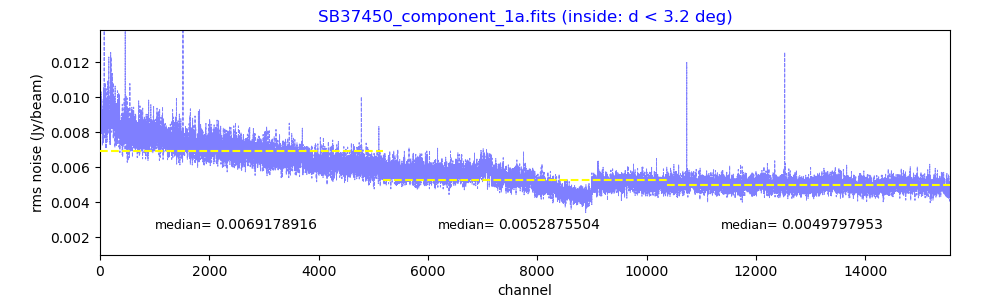 SB37450_component_1a.fits (inside: d < 3.2 deg)
rms noise (Jy/beam)
0.012
0.010
0.008
0.006
0.004
0.002
median= 0.0069178916
median= 0.0052875504
median= 0.0049797953
0
2000
4000
6000
8000
10000
12000
14000
channel